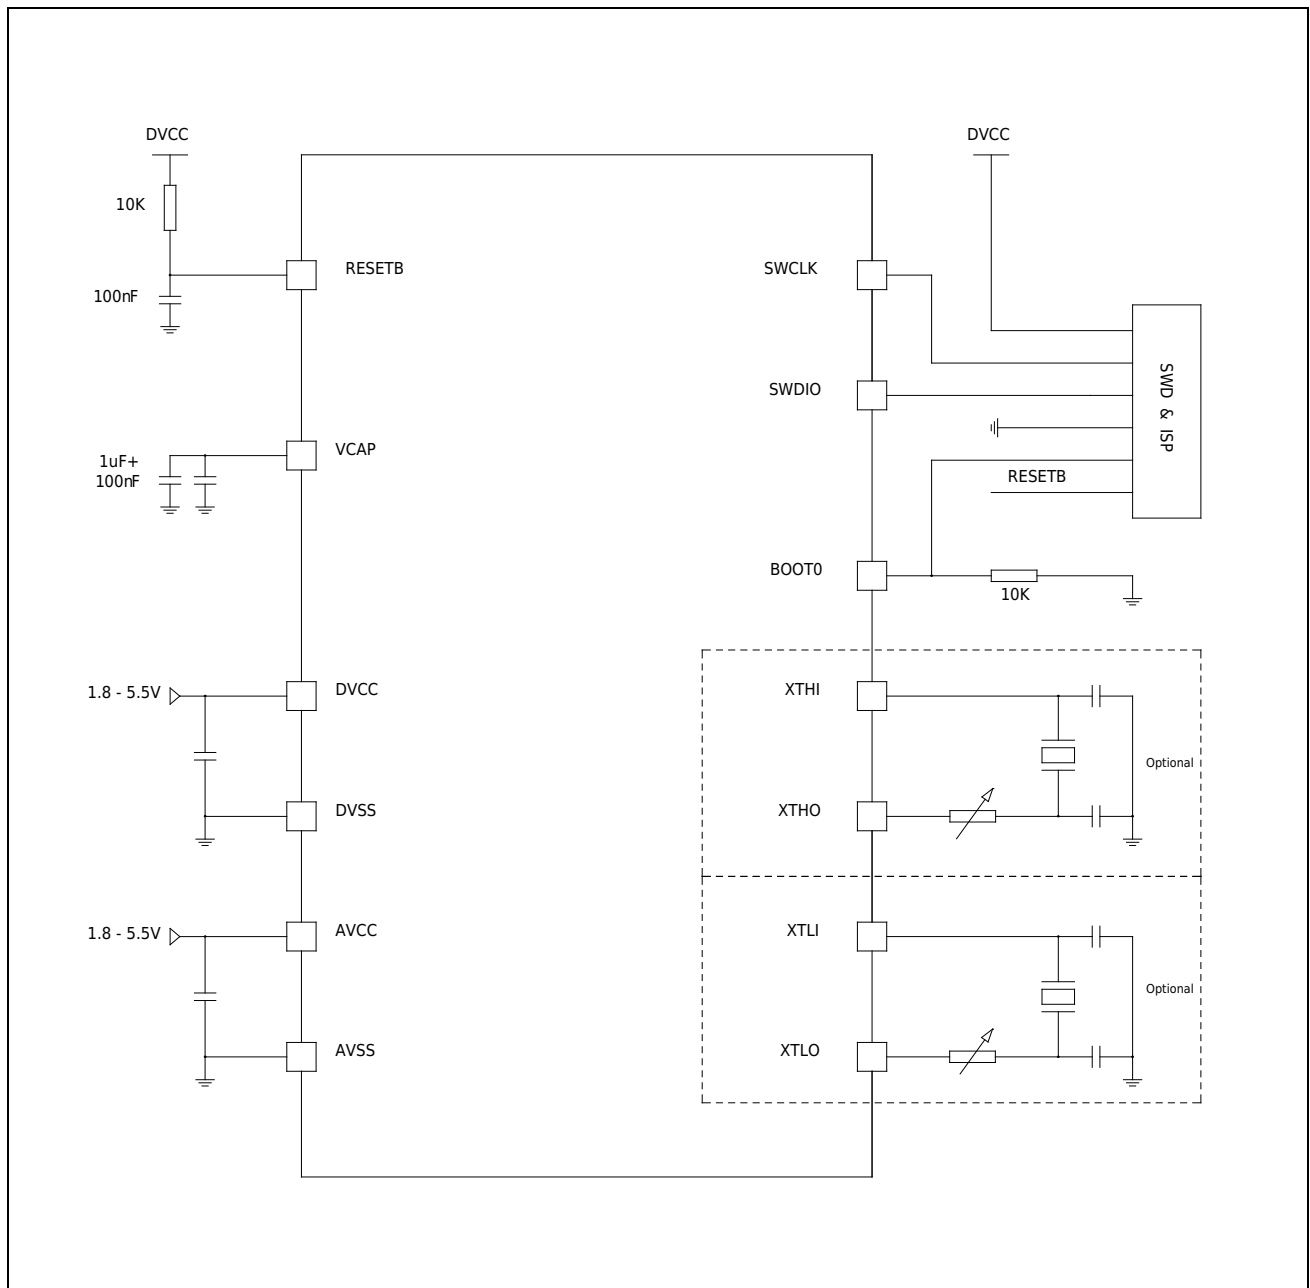 DVCC
DVCC
10K
RESETB
SWCLK
100nF
SWD & ISP
SWDIO
VCAP
1uF+
100nF
RESETB
BOOT0
10K
1.8 - 5.5V
DVCC
XTHI
Optional
DVSS
XTHO
1.8 - 5.5V
AVCC
XTLI
Optional
AVSS
XTLO